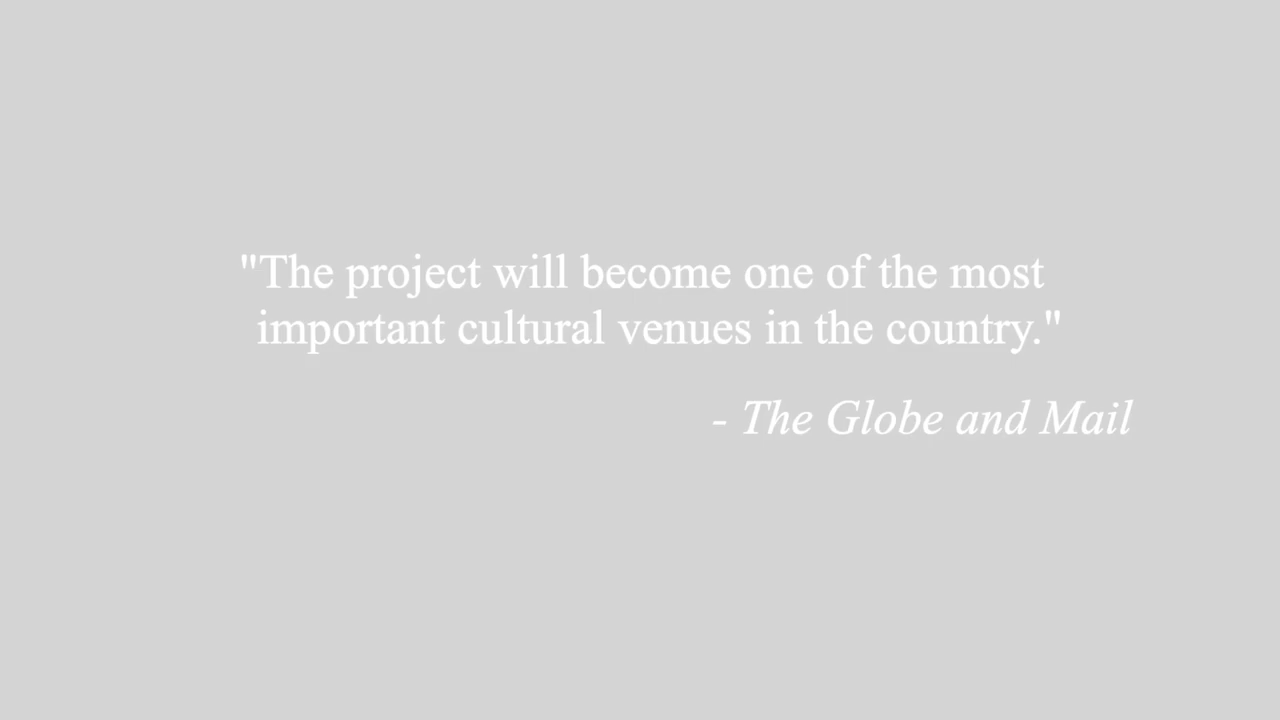 "The project will become one of the most
important cultural venues in the country."
- The Globe and Mail